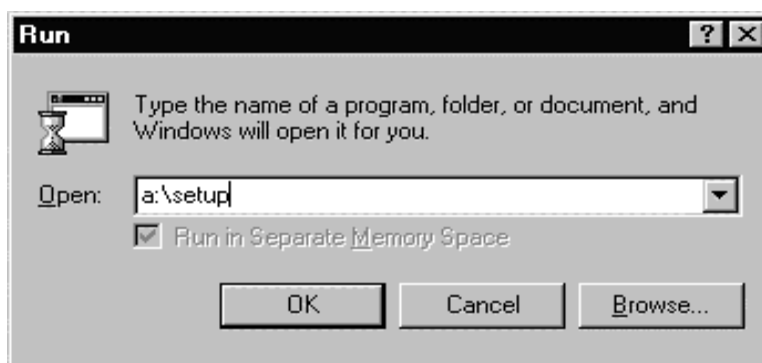 Run
Type the name of a program, folder, or document, and
Windows will open it for you.
Open: a:\setup
Run in Separate Memory Space
OK Cancel Browse...